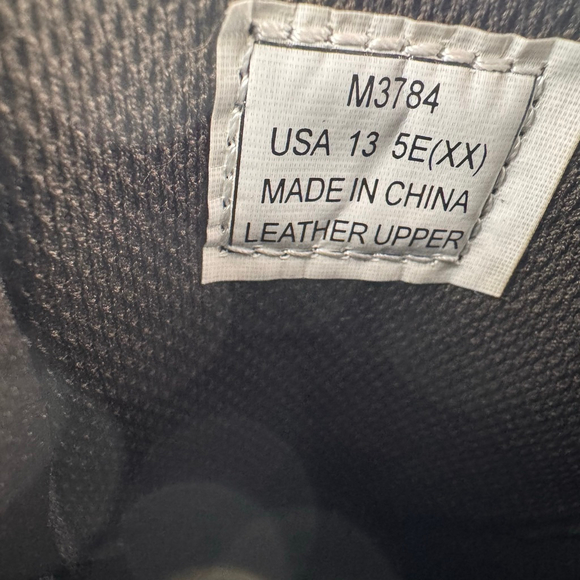 M3784
USA 13 5E(XX)
MADE IN CHINA
LEATHER UPPER